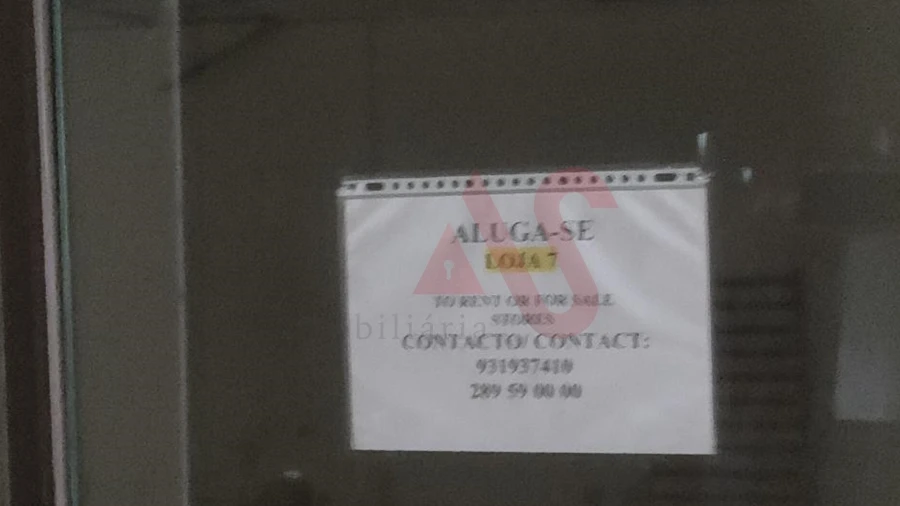 ALUGA-SE
LOJA 7
TO RENT OR FOR SALE
STORES
biliária
CONTACTO/ CONTACT:
931937410
289 59 00 00